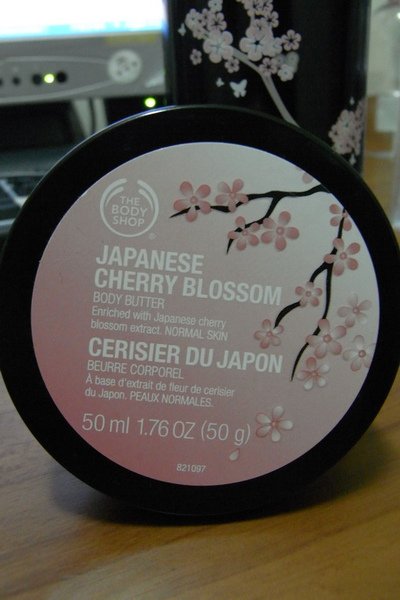 THE
BODY
SHOP
JAPANESE
CHERRY BLOSSOM
BODY BUTTER
Enriched with Japanese cherry
blossom extract. NORMAL SKIN
CERISIER DU JAPON
BEURRE CORPOREL
À base d'extrait de fleur de cerisier
du Japon. PEAUX NORMALES.
50 ml 1.76 OZ (50 g)
821097